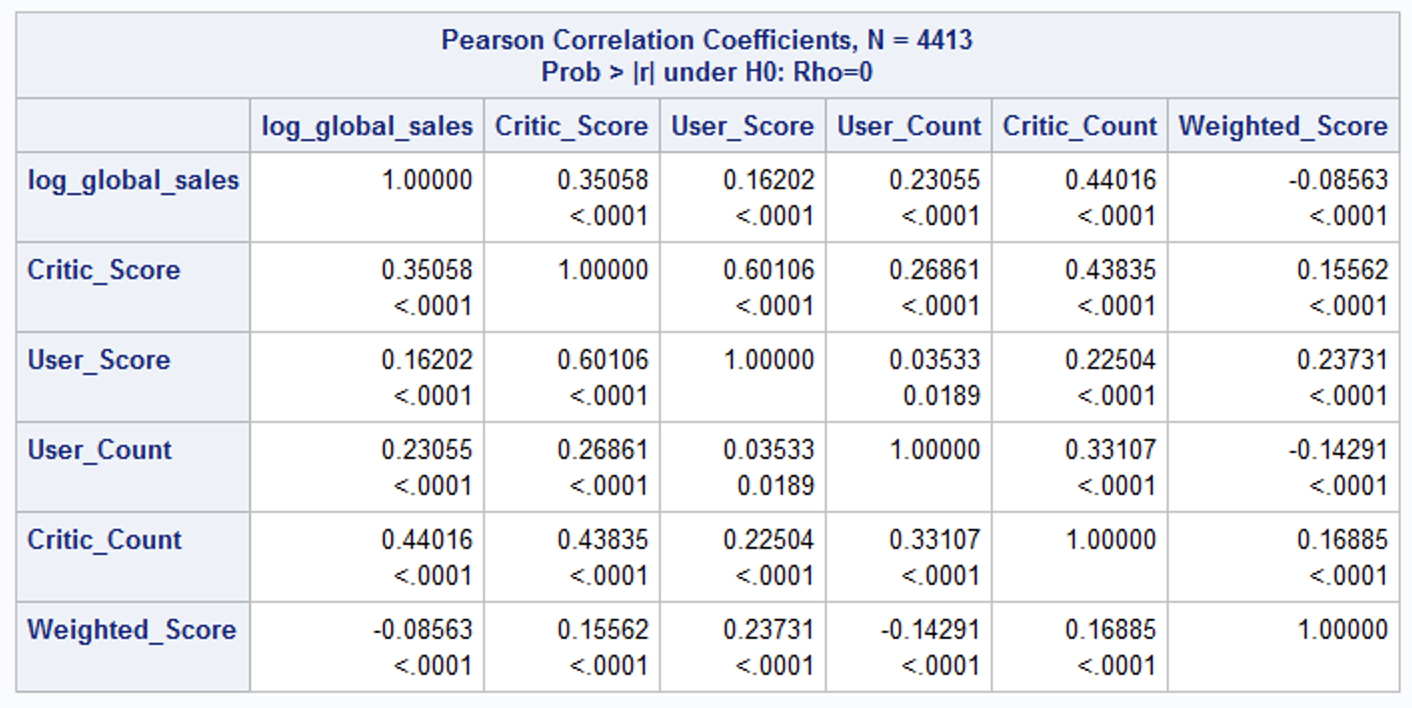 Pearson Correlation Coefficients, N = 4413
Prob > |r| under H0: Rho=0
log_global_sales Critic_Score User_Score User_Count Critic_Count Weighted_Score
log_global_sales 1.00000 0.35058 0.16202 0.23055 0.44016 -0.08563
<.0001 <.0001 <.0001 <.0001 <.0001
Critic_Score 0.35058 1.00000 0.60106 0.26861 0.43835 0.15562
<.0001 <.0001 <.0001 <.0001 <.0001
User_Score 0.16202 0.60106 1.00000 0.03533 0.22504 0.23731
<.0001 <.0001 0.0189 <.0001 <.0001
User_Count 0.23055 0.26861 0.03533 1.00000 0.33107 -0.14291
<.0001 <.0001 0.0189 <.0001 <.0001
Critic_Count 0.44016 0.43835 0.22504 0.33107 1.00000 0.16885
<.0001 <.0001 <.0001 <.0001 <.0001
Weighted_Score -0.08563 0.15562 0.23731 -0.14291 0.16885 1.00000
<.0001 <.0001 <.0001 <.0001 <.0001